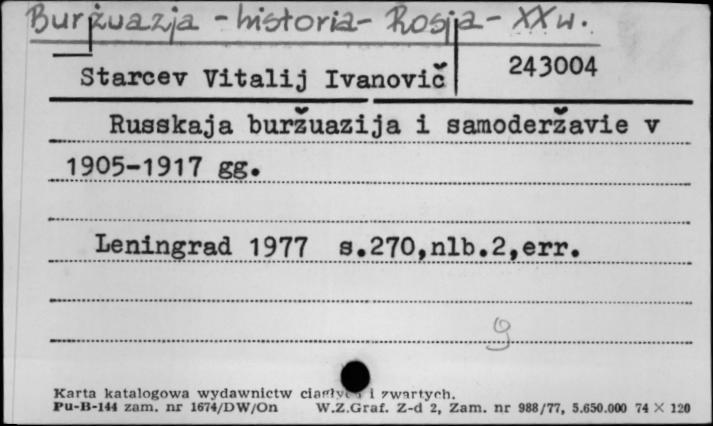 Burżuazja - historia - Rosja - XX w.
Starcev Vitalij Ivanovič 243004
Russkaja buržuazija i samoderžavie v
1905-1917 gg.
Leningrad 1977 s.270,nlb.2,err.
g
Karta katalogowa wydawnictw ciągłych i zwartych.
Pu-B-144 zam. nr 1674/DW/On W.Z.Graf. Z-d 2, Zam. nr 988/77, 5.650.000 74 × 120